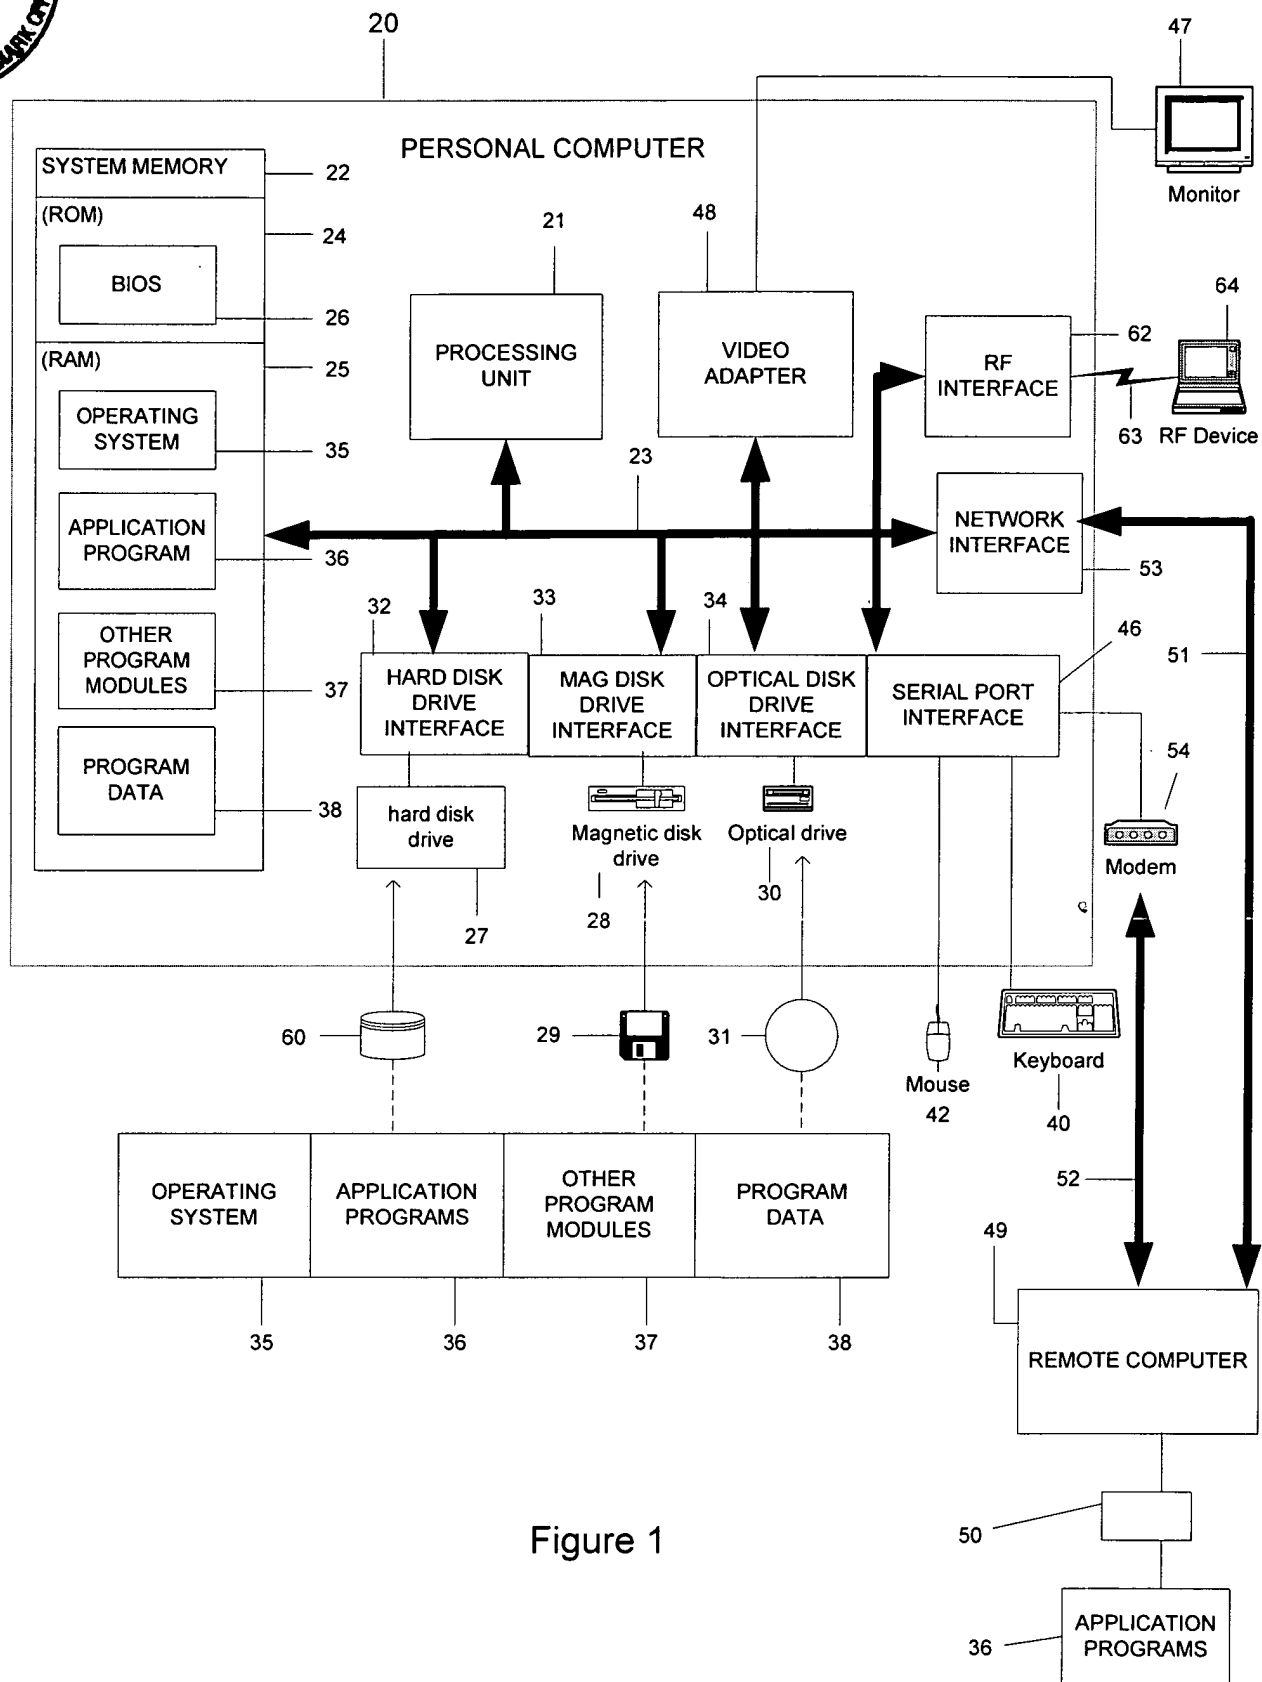 20
47
PERSONAL COMPUTER
Monitor
SYSTEM MEMORY
22
(ROM)
24
BIOS
26
(RAM)
25
OPERATING
SYSTEM
35
APPLICATION
PROGRAM
36
OTHER
PROGRAM
MODULES
37
PROGRAM
DATA
38
21
PROCESSING
UNIT
48
VIDEO
ADAPTER
62
RF
INTERFACE
64
63
RF Device
23
NETWORK
INTERFACE
53
32
HARD DISK
DRIVE
INTERFACE
33
MAG DISK
DRIVE
INTERFACE
34
OPTICAL DISK
DRIVE
INTERFACE
46
SERIAL PORT
INTERFACE
51
54
hard disk
drive
27
Magnetic disk
drive
28
Optical drive
30
Modem
60
29
31
Mouse
42
Keyboard
40
52
OPERATING
SYSTEM
APPLICATION
PROGRAMS
OTHER
PROGRAM
MODULES
PROGRAM
DATA
35
36
37
38
49
REMOTE COMPUTER
50
Figure 1
36
APPLICATION
PROGRAMS